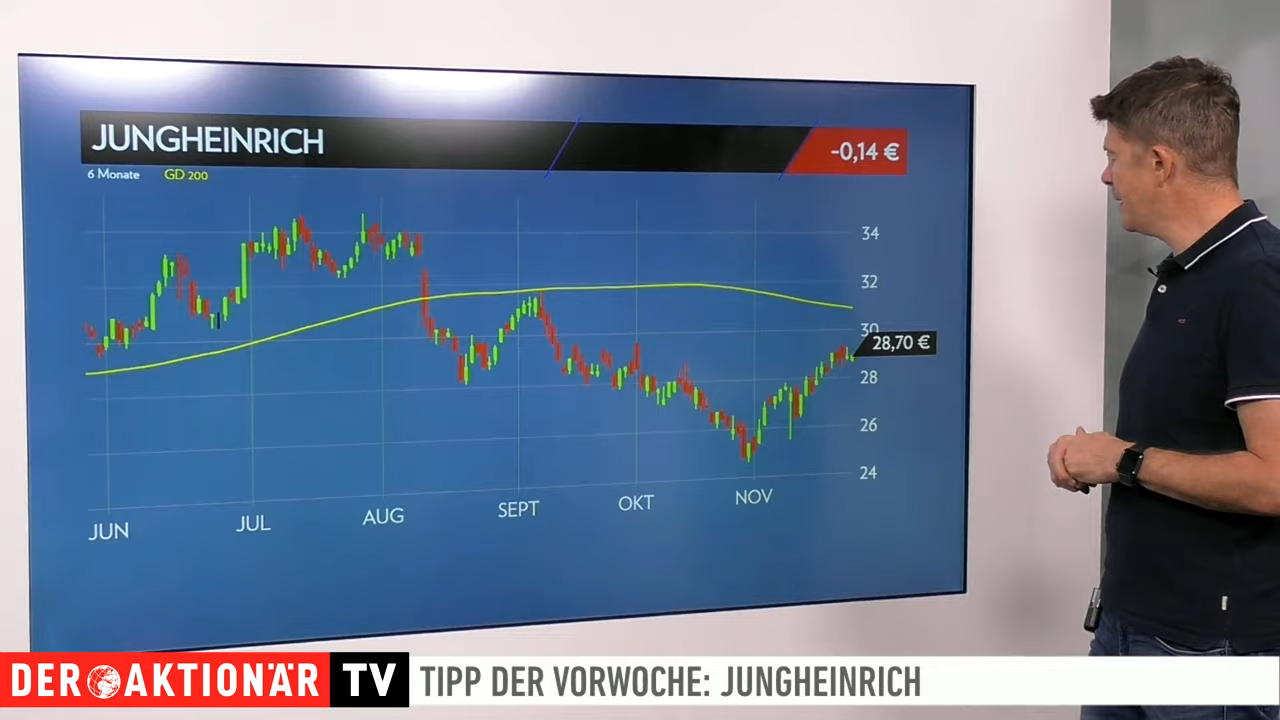 JUNGHEINRICH
-0,14 €
6 Monate GD 200
34
32
30
28,70 €
28
26
24
JUN JUL AUG SEPT OKT NOV
DER AKTIONÄR TV TIPP DER VORWOCHE: JUNGHEINRICH